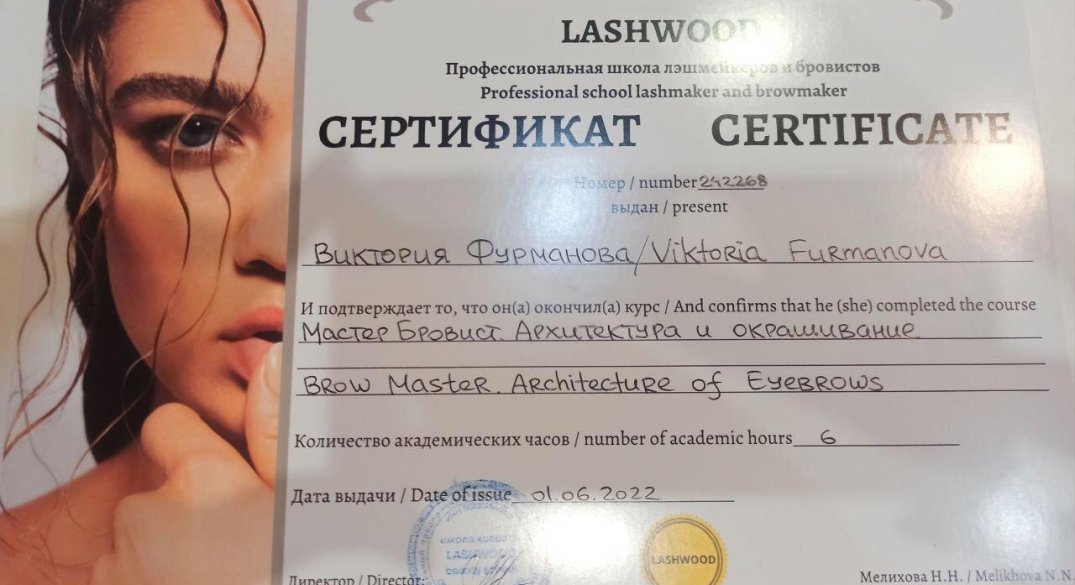 LASHWOOD
Профессиональная школа лэшмейкеров и бровистов
Professional school lashmaker and browmaker
СЕРТИФИКАТ CERTIFICATE
Номер / number 242268
выдан / present
Виктория Фурманова/Viktoria Furmanova
И подтверждает то, что он(а) окончил(а) курс / And confirms that he (she) completed the course
Мастер Бровист. Архитектура и окрашивание
Brow Master. Architecture of Eyebrows
Количество академических часов / number of academic hours 6
Дата выдачи / Date of issue 01.06.2022
LASHWOOD
LASHWOOD
Директор / Director: Мелихова Н.Н. / Melikhova N.N